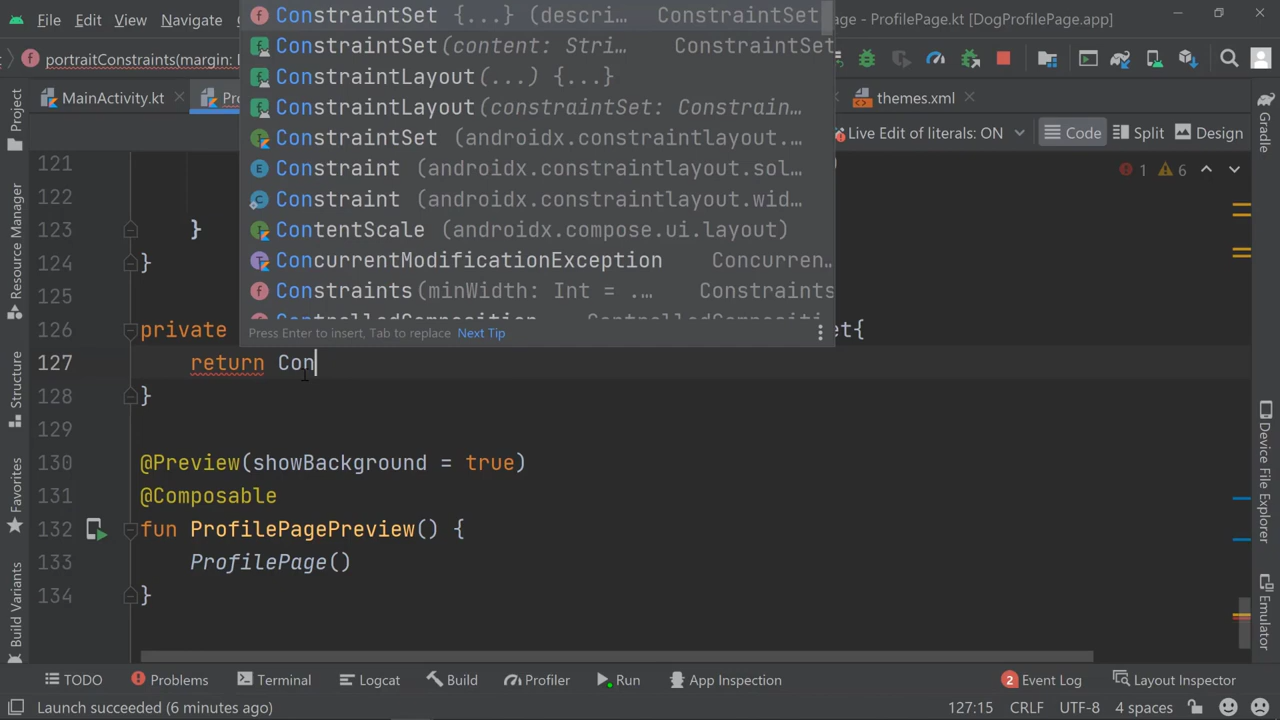 File Edit View Navigate
Page - ProfilePage.kt [DogProfilePage.app]
portraitConstraints(margin:
MainActivity.kt
themes.xml
Live Edit of literals: ON
Code
Split
Design
1
6
ConstraintSet {...} (descri… ConstraintSet
ConstraintSet(content: Stri… ConstraintSet
ConstraintLayout(...) {...}
ConstraintLayout(constraintSet: Constrain…
ConstraintSet (androidx.constraintlayout.…
Constraint (androidx.constraintlayout.sol…
Constraint (androidx.constraintlayout.wid…
ContentScale (androidx.compose.ui.layout)
ConcurrentModificationException Concurren…
Constraints(minWidth: Int = ... Constraints
Press Enter to insert, Tab to replace Next Tip
121
122
123 }
124 }
125
126 private et{
127 return Con
128 }
129
130 @Preview(showBackground = true)
131 @Composable
132 fun ProfilePagePreview() {
133 ProfilePage()
134 }
Project
Resource Manager
Structure
Favorites
Build Variants
Gradle
Device File Explorer
Emulator
TODO
Problems
Terminal
Logcat
Build
Profiler
Run
App Inspection
2 Event Log
Layout Inspector
Launch succeeded (6 minutes ago)
127:15 CRLF UTF-8 4 spaces